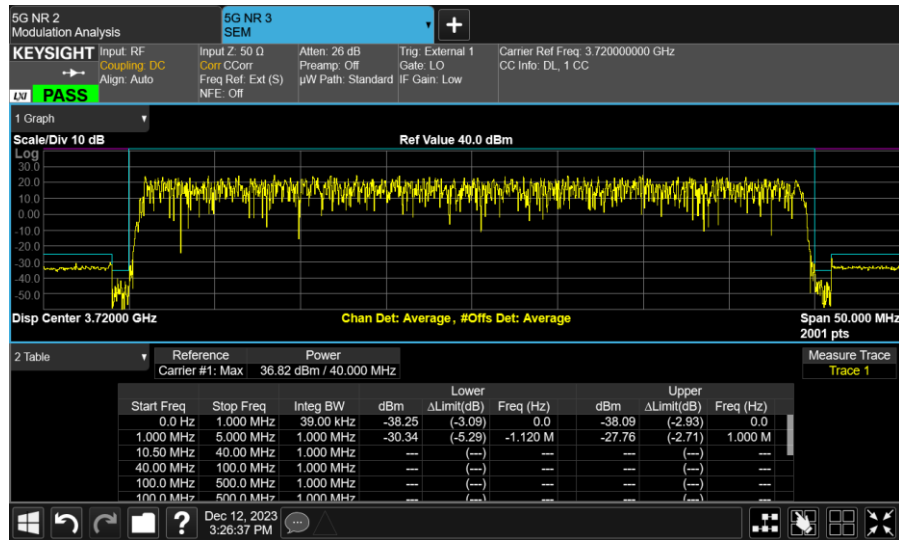 5G NR 2
Modulation Analysis
5G NR 3
SEM
KEYSIGHT
LXI
PASS
Input: RF
Coupling: DC
Align: Auto
Input Z: 50 Ω
Corr CCorr
Freq Ref: Ext (S)
NFE: Off
Atten: 26 dB
Preamp: Off
µW Path: Standard
Trig: External 1
Gate: LO
IF Gain: Low
Carrier Ref Freq: 3.720000000 GHz
CC Info: DL, 1 CC
1 Graph
Scale/Div 10 dB
Ref Value 40.0 dBm
Log
30.0
20.0
10.0
0.00
-10.0
-20.0
-30.0
-40.0
-50.0
Disp Center 3.72000 GHz
Chan Det: Average , #Offs Det: Average
Span 50.000 MHz
2001 pts
2 Table
Reference Power
Carrier #1: Max 36.82 dBm / 40.000 MHz
Measure Trace
Trace 1
Lower Upper
Start Freq Stop Freq Integ BW dBm ΔLimit(dB) Freq (Hz) dBm ΔLimit(dB) Freq (Hz)
0.0 Hz 1.000 MHz 39.00 kHz -38.25 (-3.09) 0.0 -38.09 (-2.93) 0.0
1.000 MHz 5.000 MHz 1.000 MHz -30.34 (-5.29) -1.120 M -27.76 (-2.71) 1.000 M
10.50 MHz 40.00 MHz 1.000 MHz --- (---) --- --- (---) ---
40.00 MHz 100.0 MHz 1.000 MHz --- (---) --- --- (---) ---
100.0 MHz 500.0 MHz 1.000 MHz --- (---) --- --- (---) ---
100.0 MHz 500.0 MHz 1.000 MHz --- (---) --- --- (---) ---
?
Dec 12, 2023
3:26:37 PM